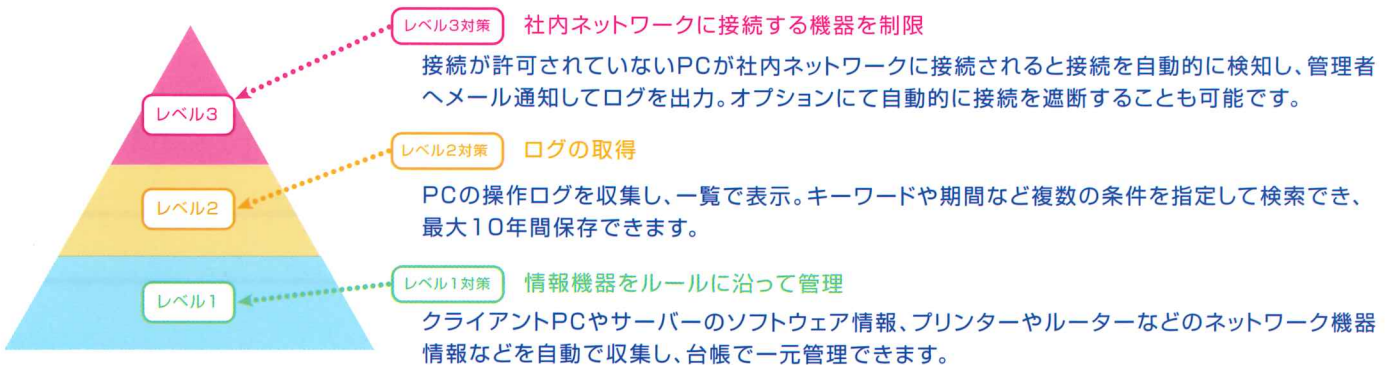 レベル3対策 社内ネットワークに接続する機器を制限
接続が許可されていないPCが社内ネットワークに接続されると接続を自動的に検知し、管理者
へメール通知してログを出力。オプションにて自動的に接続を遮断することも可能です。
レベル3
レベル2対策 ログの取得
PCの操作ログを収集し、一覧で表示。キーワードや期間など複数の条件を指定して検索でき、
最大10年間保存できます。
レベル2
レベル1対策 情報機器をルールに沿って管理
クライアントPCやサーバーのソフトウェア情報、プリンターやルーターなどのネットワーク機器
情報などを自動で収集し、台帳で一元管理できます。
レベル1